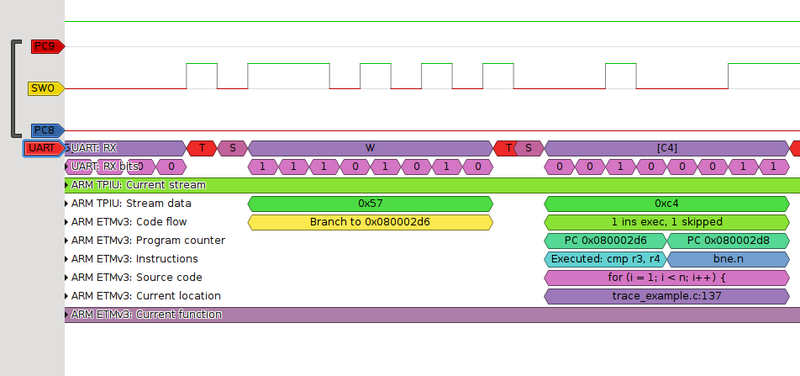 PC9
SWO
PC8
UART UART: RX T S W T S [C4]
UART: RX bits 0 0 1 1 1 0 1 0 1 0 0 0 1 0 0 0 1 1
ARM TPIU: Current stream
ARM TPIU: Stream data 0x57 0xc4
ARM ETMv3: Code flow Branch to 0x080002d6 1 ins exec, 1 skipped
ARM ETMv3: Program counter PC 0x080002d6 PC 0x080002d8
ARM ETMv3: Instructions Executed: cmp r3, r4 bne.n
ARM ETMv3: Source code for (i = 1; i < n; i++) {
ARM ETMv3: Current location trace_example.c:137
ARM ETMv3: Current function